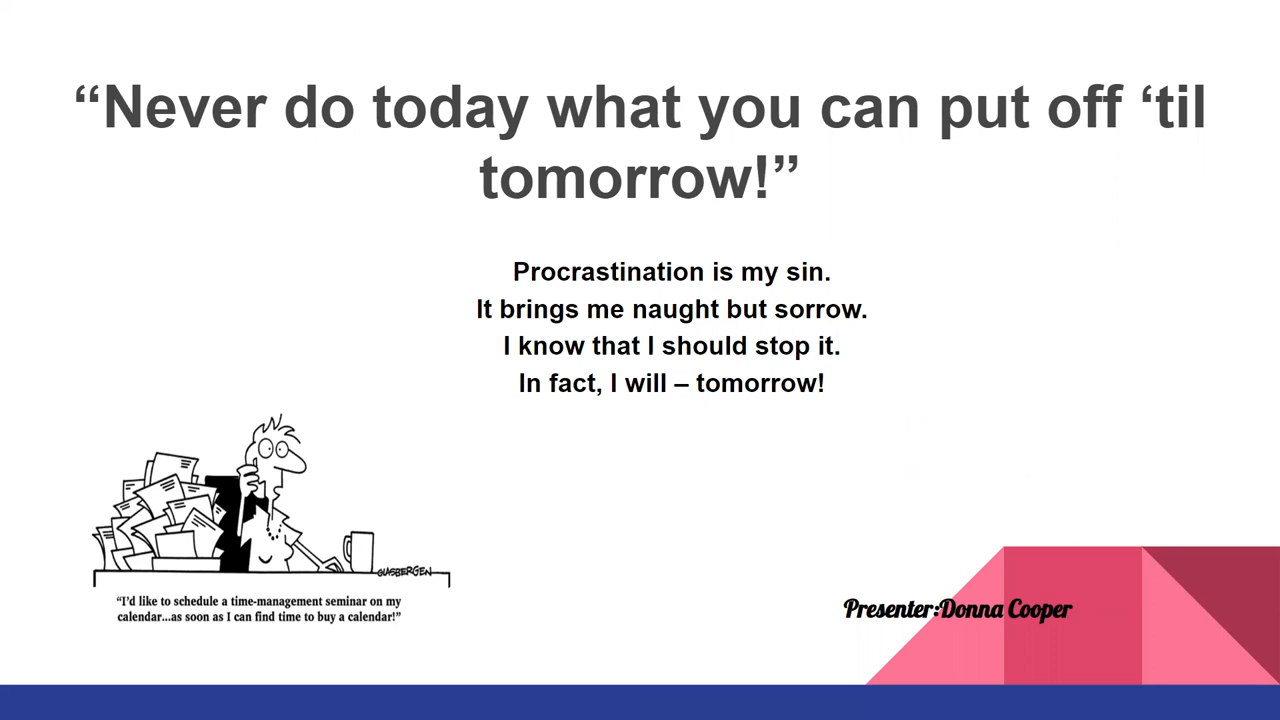 “Never do today what you can put off ‘til
tomorrow!”
Procrastination is my sin.
It brings me naught but sorrow.
I know that I should stop it.
In fact, I will – tomorrow!
GLASBERGEN
“I’d like to schedule a time-management seminar on my
calendar...as soon as I can find time to buy a calendar!”
Presenter:Donna Cooper